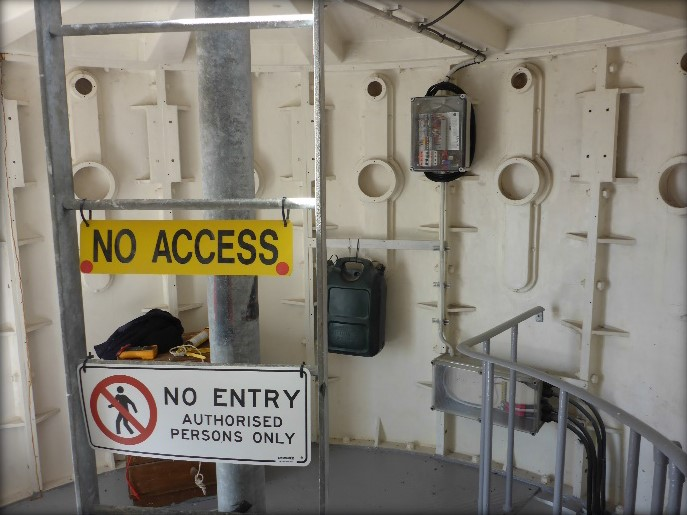 NO ACCESS
NO ENTRY
AUTHORISED
PERSONS ONLY